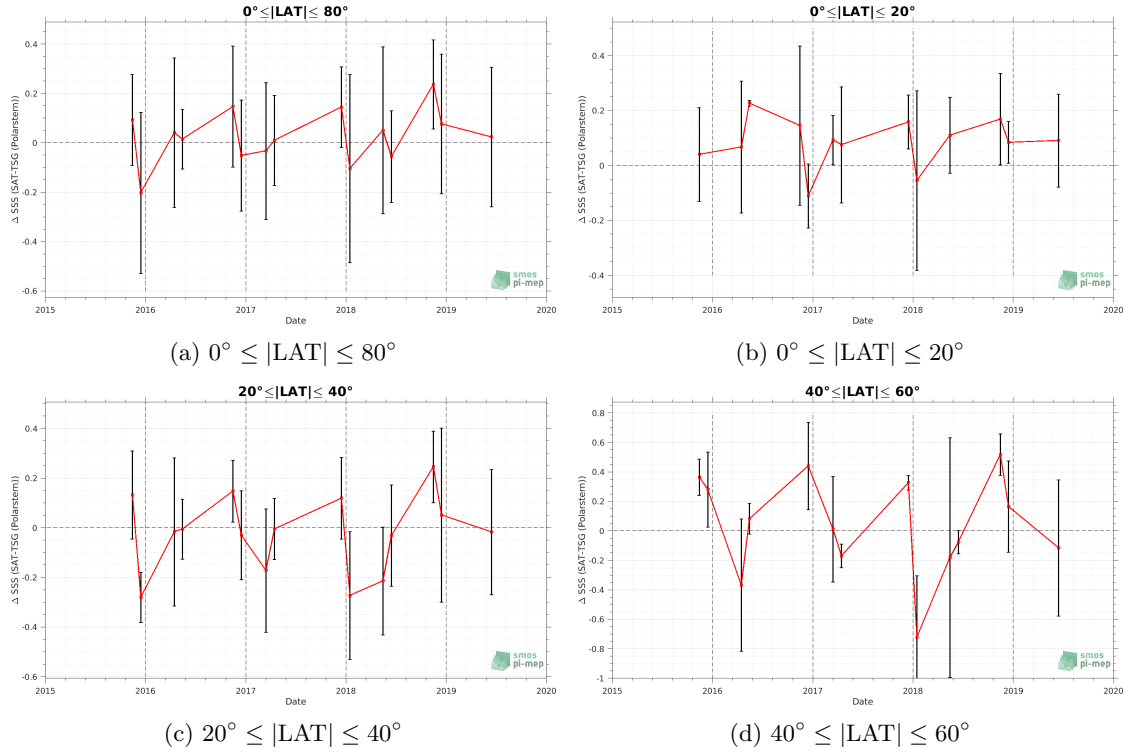 0°≤|LAT|≤ 80°
Δ SSS (SAT-TSG (Polarstern))
0.4
0.2
0
-0.2
-0.4
-0.6
2015
2016
2017
2018
2019
2020
Date
smos
pi-mep
(a) 0° ≤ |LAT| ≤ 80°
0°≤|LAT|≤ 20°
Δ SSS (SAT-TSG (Polarstern))
0.4
0.2
0
-0.2
-0.4
2015
2016
2017
2018
2019
2020
Date
smos
pi-mep
(b) 0° ≤ |LAT| ≤ 20°
20°≤|LAT|≤ 40°
Δ SSS (SAT-TSG (Polarstern))
0.4
0.2
0
-0.2
-0.4
-0.6
2015
2016
2017
2018
2019
2020
Date
smos
pi-mep
(c) 20° ≤ |LAT| ≤ 40°
40°≤|LAT|≤ 60°
Δ SSS (SAT-TSG (Polarstern))
0.8
0.6
0.4
0.2
0
-0.2
-0.4
-0.6
-0.8
-1
2015
2016
2017
2018
2019
2020
Date
smos
pi-mep
(d) 40° ≤ |LAT| ≤ 60°